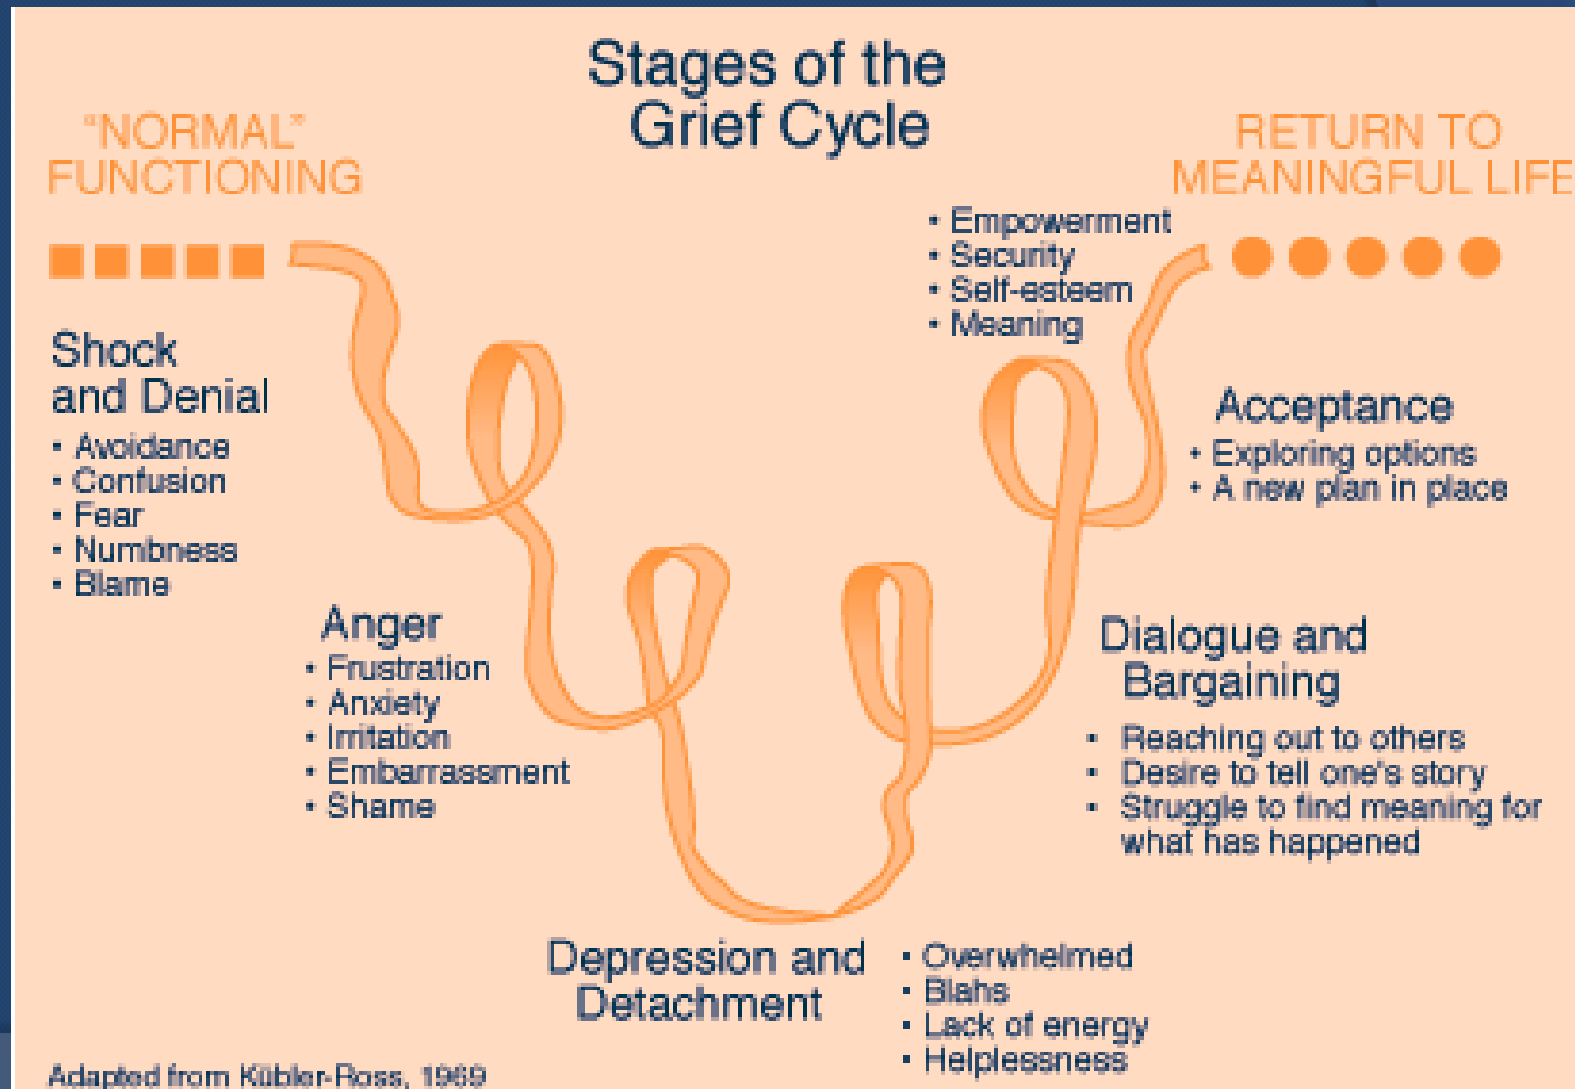 Stages of the
Grief Cycle
“NORMAL”
FUNCTIONING
RETURN TO
MEANINGFUL LIFE
• Empowerment
• Security
• Self-esteem
• Meaning
Shock
and Denial
• Avoidance
• Confusion
• Fear
• Numbness
• Blame
Anger
• Frustration
• Anxiety
• Irritation
• Embarrassment
• Shame
Depression and
Detachment
• Overwhelmed
• Blahs
• Lack of energy
• Helplessness
Dialogue and
Bargaining
• Reaching out to others
• Desire to tell one's story
• Struggle to find meaning for
what has happened
Acceptance
• Exploring options
• A new plan in place
Adapted from Kübler-Ross, 1969